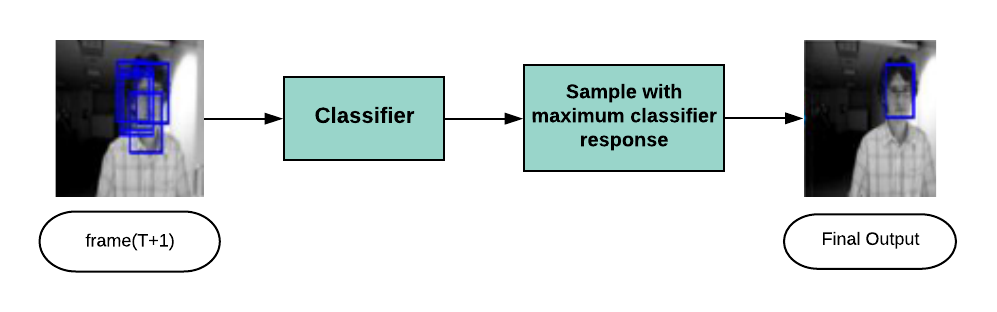 Classifier
Sample with
maximum classifier
response
frame(T+1)
Final Output